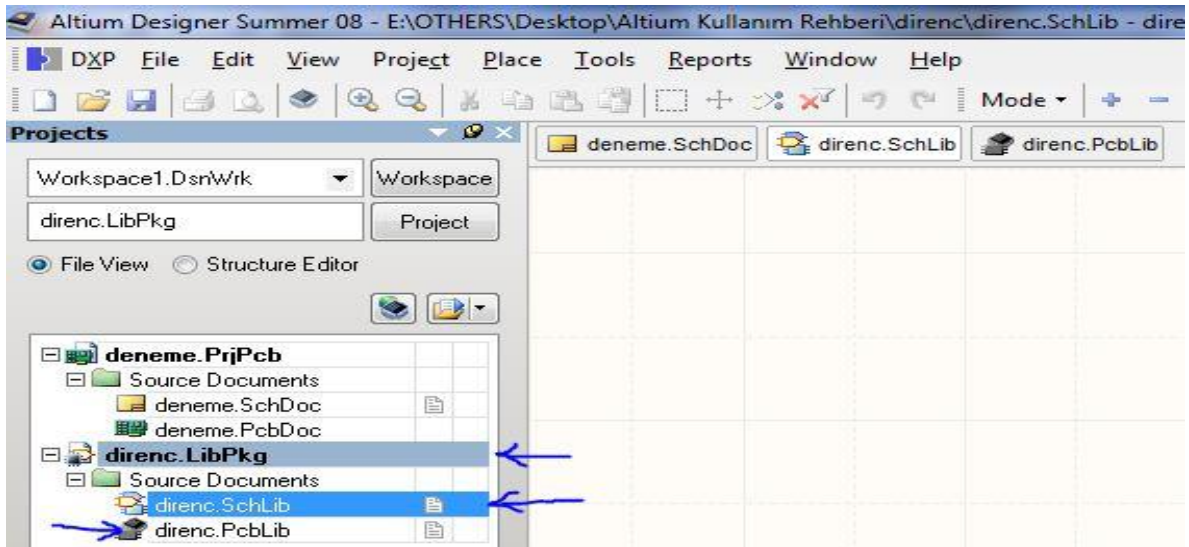 Altium Designer Summer 08 - E:\OTHERS\Desktop\Altium Kullanım Rehberi\direnc\direnc.SchLib - dire
DXP File Edit View Project Place Tools Reports Window Help
Mode
Projects
deneme.SchDoc direnc.SchLib direnc.PcbLib
Workspace1.DsnWrk Workspace
direnc.LibPkg Project
File View Structure Editor
deneme.PrjPcb
Source Documents
deneme.SchDoc
deneme.PcbDoc
direnc.LibPkg
Source Documents
direnc.SchLib
direnc.PcbLib